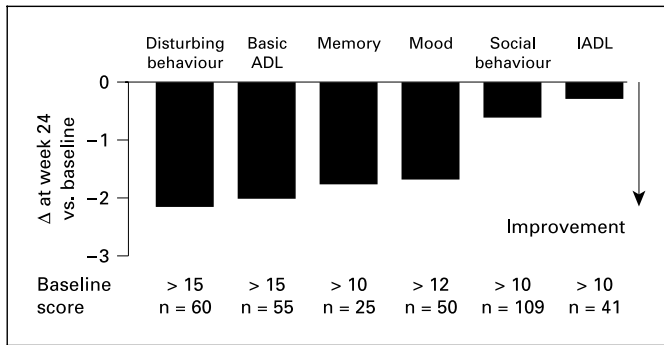 Disturbing behaviour
Basic ADL
Memory
Mood
Social behaviour
IADL
Δ at week 24 vs. baseline
0
−1
−2
−3
Improvement
Baseline score
> 15 > 15 > 10 > 12 > 10 > 10
n = 60 n = 55 n = 25 n = 50 n = 109 n = 41